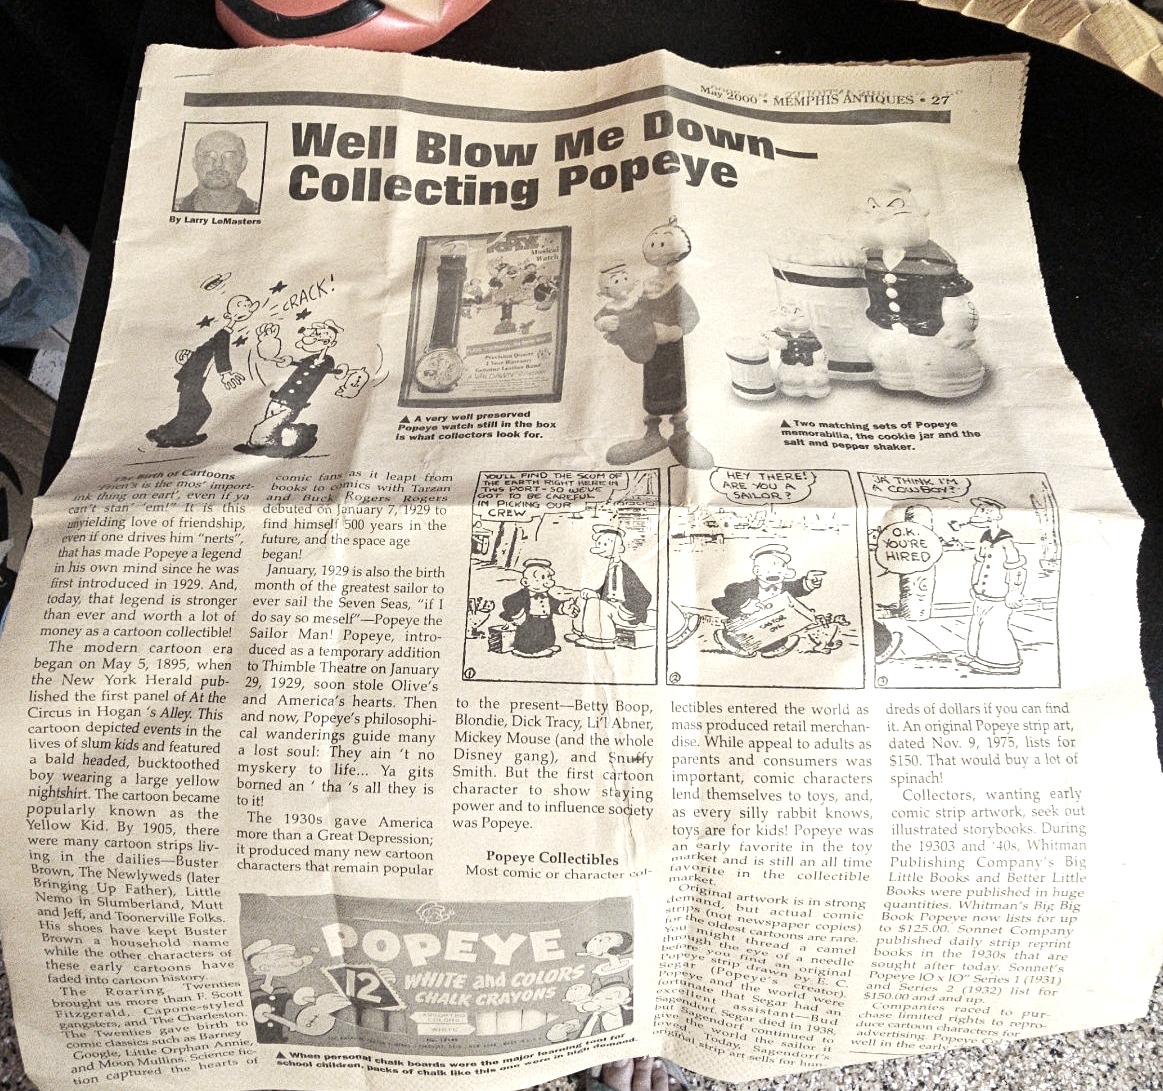 May 2000 • MEMPHIS ANTIQUES • 27
Well Blow Me Down—
Collecting Popeye
By Larry LeMasters
CRACK!
POPEYE
Musical
Watch
▲ A very well preserved
Popeye watch still in the box
is what collectors look for.
▲ Two matching sets of Popeye
memorabilia, the cookie jar and the
salt and pepper shaker.
The Birth of Cartoons
"Frien's is the mos' import-
ink thing on eart', even if ya
can't stan' 'em!" It is this
unyielding love of friendship,
even if one drives him "nerts",
that has made Popeye a legend
in his own mind since he was
first introduced in 1929. And,
today, that legend is stronger
than ever and worth a lot of
money as a cartoon collectible!
The modern cartoon era
began on May 5, 1895, when
the New York Herald pub-
lished the first panel of At the
Circus in Hogan 's Alley. This
cartoon depicted events in the
lives of slum kids and featured
a bald headed, bucktoothed
boy wearing a large yellow
nightshirt. The cartoon became
popularly known as the
Yellow Kid. By 1905, there
were many cartoon strips liv-
ing in the dailies—Buster
Brown, The Newlyweds (later
Bringing Up Father), Little
Nemo in Slumberland, Mutt
and Jeff, and Toonerville Folks.
His shoes have kept Buster
Brown a household name
while the other characters of
these early cartoons have
faded into cartoon history.
The Roaring Twenties
brought us more than F. Scott
Fitzgerald, Capone-styled
gangsters, and The Charleston.
The Twenties gave birth to
comic classics such as Barney
Google, Little Orphan Annie,
and Moon Mullins. Science fic-
tion captured the hearts of
comic fans as it leapt from
books to comics with Tarzan
and Buck Rogers Rogers
debuted on January 7, 1929 to
find himself 500 years in the
future, and the space age
began!
January, 1929 is also the birth
month of the greatest sailor to
ever sail the Seven Seas, "if I
do say so meself"—Popeye the
Sailor Man! Popeye, intro-
duced as a temporary addition
to Thimble Theatre on January
29, 1929, soon stole Olive's
and America's hearts. Then
and now, Popeye's philosophi-
cal wanderings guide many
a lost soul: They ain 't no
myskery to life... Ya gits
borned an ' tha 's all they is
to it!
The 1930s gave America
more than a Great Depression;
it produced many new cartoon
characters that remain popular
YOU'LL FIND THE SCUM OF
THE EARTH RIGHT HERE IN
THIS PORT-SO WE'VE
GOT TO BE CAREFUL
IN PICKING OUR
CREW
1
HEY THERE!
ARE YOU A
SAILOR?
CASTOR
OYL
2
JA THINK I'M
A COWBOY?
O.K.
YOU'RE
HIRED
3
to the present—Betty Boop,
Blondie, Dick Tracy, Li'l Abner,
Mickey Mouse (and the whole
Disney gang), and Snuffy
Smith. But the first cartoon
character to show staying
power and to influence society
was Popeye.
Popeye Collectibles
Most comic or character col-
lectibles entered the world as
mass produced retail merchan-
dise. While appeal to adults as
parents and consumers was
important, comic characters
lend themselves to toys, and,
as every silly rabbit knows,
toys are for kids! Popeye was
an early favorite in the toy
market and is still an all time
favorite in the collectible
market.
Original artwork is in strong
demand, but actual comic
strips (not newspaper copies)
or the oldest cartoons are rare.
You might thread a camel
through the eye of a needle
before you find an original
Popeye strip drawn by E. C.
Segar (Popeye's creator).
Popeye and the world were
fortunate that Segar had an
excellent assistant—Bud
Sagendorf. Segar died in 1938,
but Sagendorf continued to
give the world the sailor it
loved. Today, Sagendorf's
strip art sells for hun-
dreds of dollars if you can find
it. An original Popeye strip art,
dated Nov. 9, 1975, lists for
$150. That would buy a lot of
spinach!
Collectors, wanting early
comic strip artwork, seek out
illustrated storybooks. During
the 19303 and '40s, Whitman
Publishing Company's Big
Little Books and Better Little
Books were published in huge
quantities. Whitman's Big Big
Book Popeye now lists for up
to $125.00. Sonnet Company
published daily strip reprint
books in the 1930s that are
sought after today. Sonnet's
Popeye IO x IO" Series 1 (1931)
and Series 2 (1932) list for
$150.00 and up.
Companies raced to pur-
chase limited rights to repro-
duce cartoon characters for
advertising. Popeye
well in the early
POPEYE
12
WHITE AND COLORS
CHALK CRAYONS
ASSORTED
COLORS
WHITE
▲ When personal chalk boards were the major learning tool for
school children, packs of chalk like this one were in high demand.